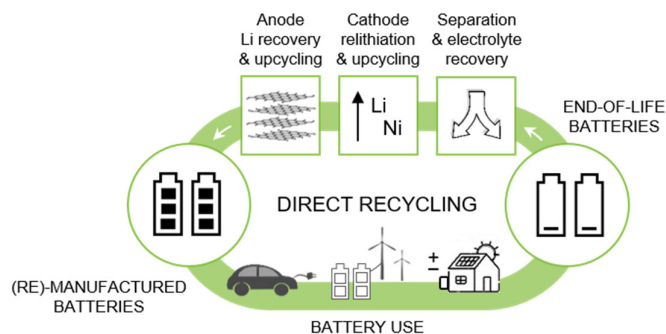 Anode
Li recovery
& upcycling
Cathode
relithiation
& upcycling
Separation
& electrolyte
recovery
Li
Ni
END-OF-LIFE
BATTERIES
DIRECT RECYCLING
±
(RE)-MANUFACTURED
BATTERIES
BATTERY USE